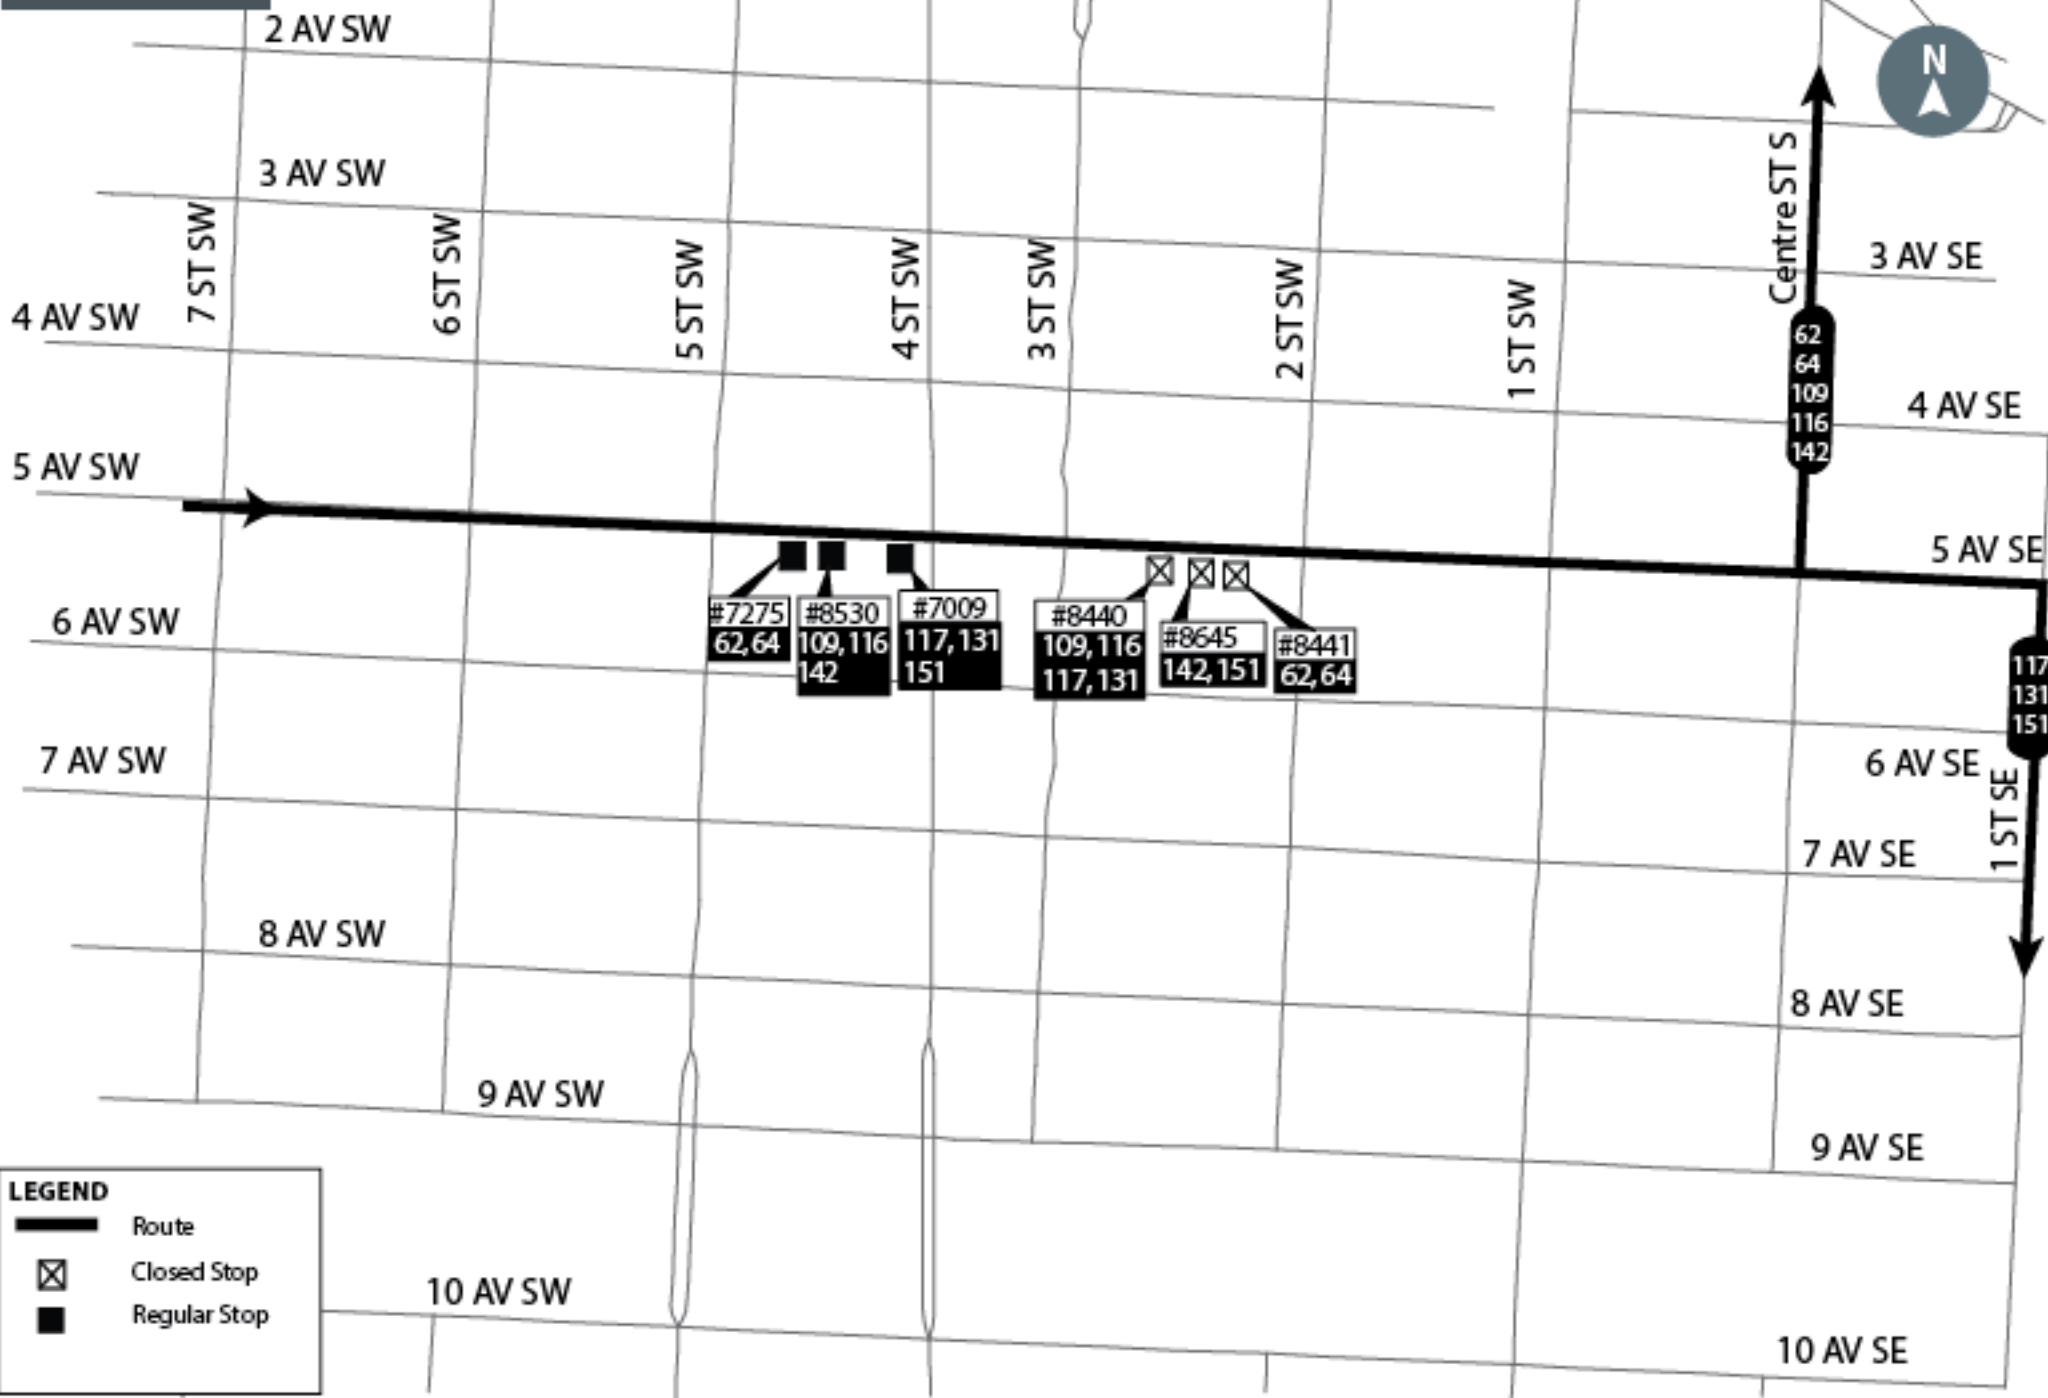 2 AV SW
N
3 AV SW
Centre ST S
7 ST SW
6 ST SW
5 ST SW
4 ST SW
3 ST SW
2 ST SW
1 ST SW
3 AV SE
4 AV SW
62
64
109
116
142
4 AV SE
5 AV SW
5 AV SE
#7275
62,64
#8530
109,116
142
#7009
117,131
151
#8440
109,116
117,131
#8645
142,151
#8441
62,64
6 AV SW
117
131
151
6 AV SE
7 AV SW
1 ST SE
7 AV SE
8 AV SW
8 AV SE
9 AV SW
9 AV SE
LEGEND
Route
Closed Stop
Regular Stop
10 AV SW
10 AV SE